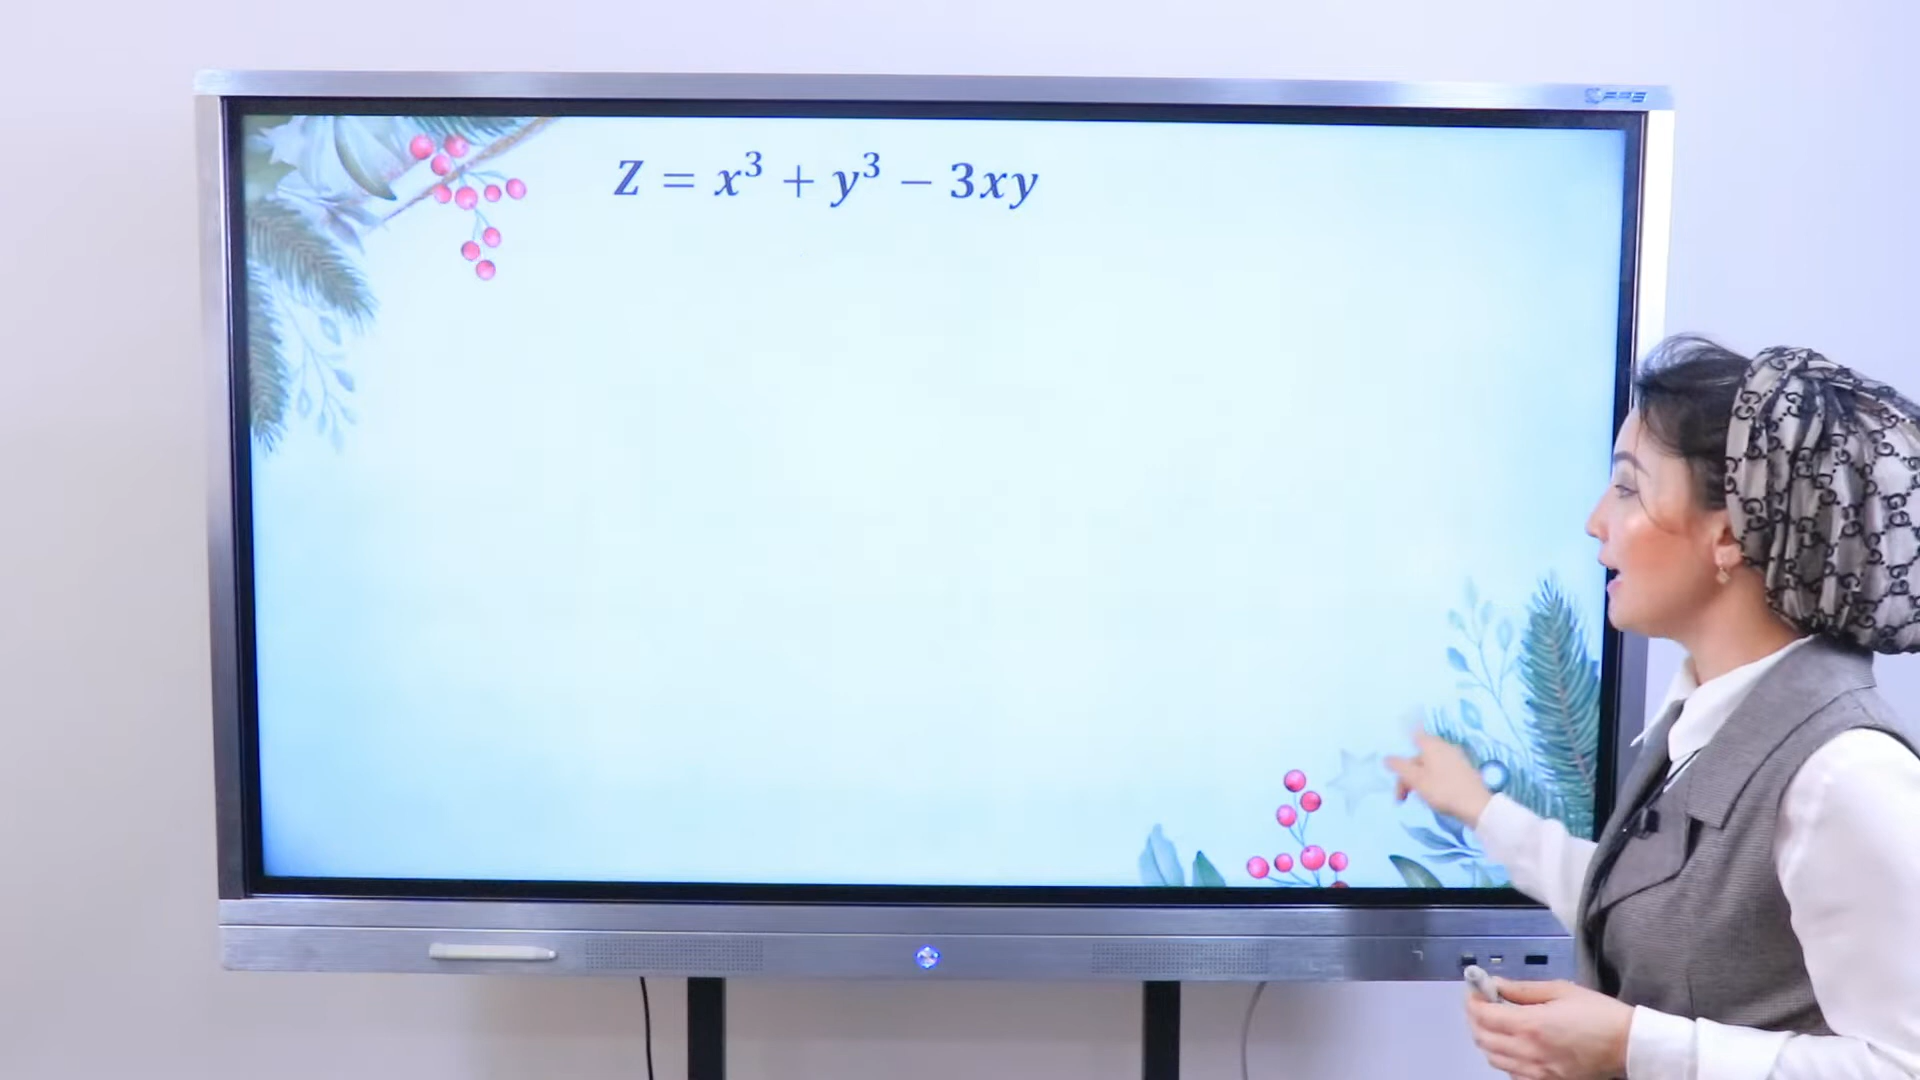 Z = x³ + y³ − 3xy